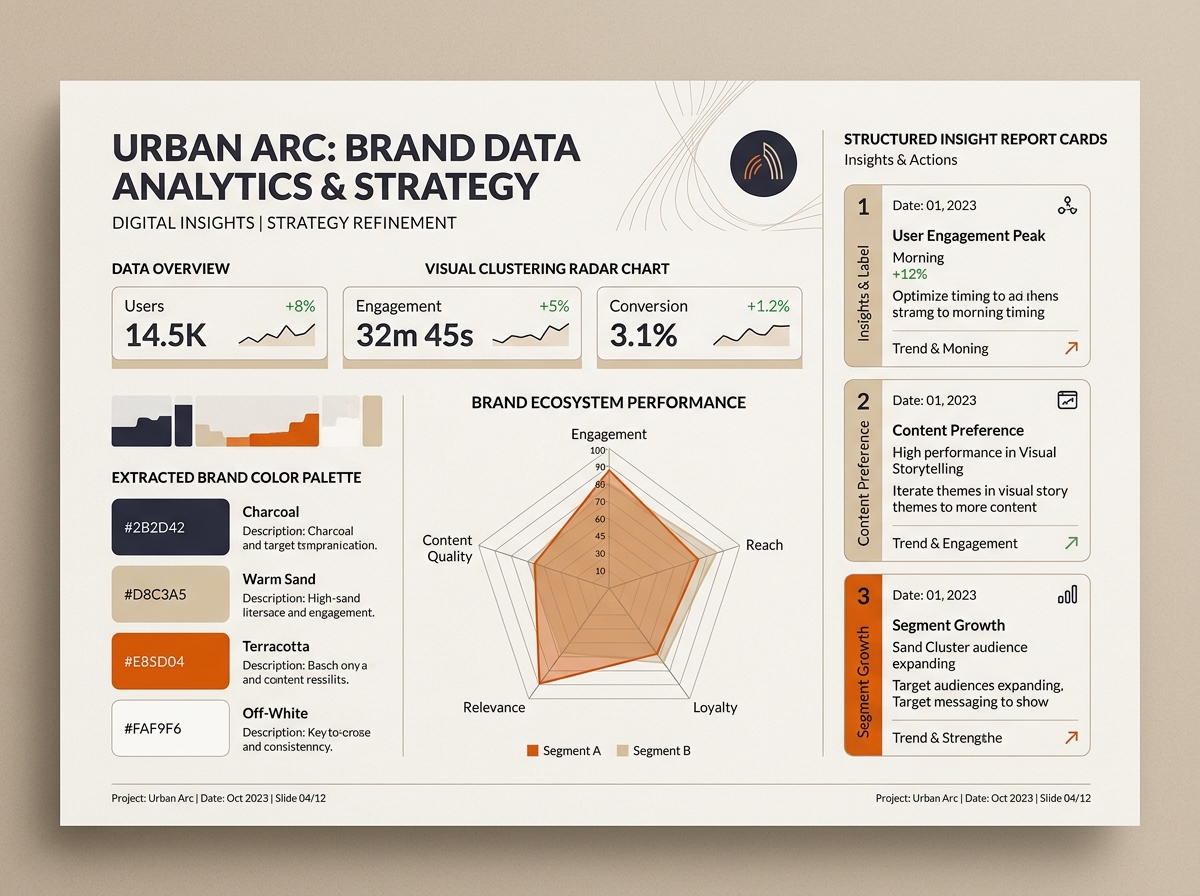 URBAN ARC: BRAND DATA
ANALYTICS & STRATEGY
DIGITAL INSIGHTS | STRATEGY REFINEMENT
DATA OVERVIEW
VISUAL CLUSTERING RADAR CHART
Users
+8%
14.5K
Engagement
+5%
32m 45s
Conversion
+1.2%
3.1%
EXTRACTED BRAND COLOR PALETTE
#2B2D42
Charcoal
Description: Charcoal
and target
#D8C3A5
Warm Sand
Description: High-sand
litersace and engagement.
#E85D04
Terracotta
Description: Basch ony a
and content ressilits.
#FAF9F6
Off-White
Description: Key to-crose
and consistenncy.
BRAND ECOSYSTEM PERFORMANCE
Engagement
100
90
80
70
60
45
30
10
Content
Quality
Reach
Relevance
Loyalty
Segment A
Segment B
STRUCTURED INSIGHT REPORT CARDS
Insights & Actions
1
Insights & Label
Date: 01, 2023
User Engagement Peak
Morning
+12%
Optimize timing to ad
stramg to morning timing
Trend & Moning
2
Content Preference
Date: 01, 2023
Content Preference
High performance in Visual
Storytelling
Iterate themes in visual story
themes to more content
Trend & Engagement
3
Segment Growth
Date: 01, 2023
Segment Growth
Sand Cluster audience
expanding
Target audiences expanding.
Target messaging to show
Trend & Strengthe
Project: Urban Arc | Date: Oct 2023 | Slide 04/12
Project: Urban Arc | Date: Oct 2023 | Slide 04/12